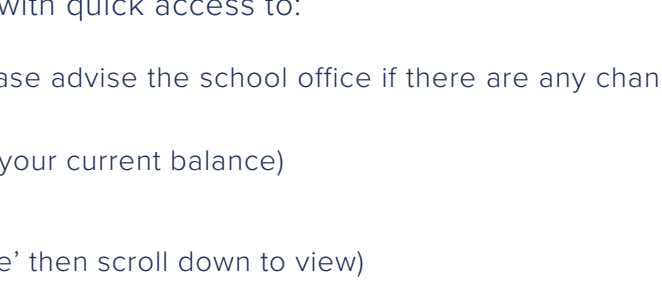 with quick access to:
ase advise the school office if there are any chan
your current balance)
e’ then scroll down to view)